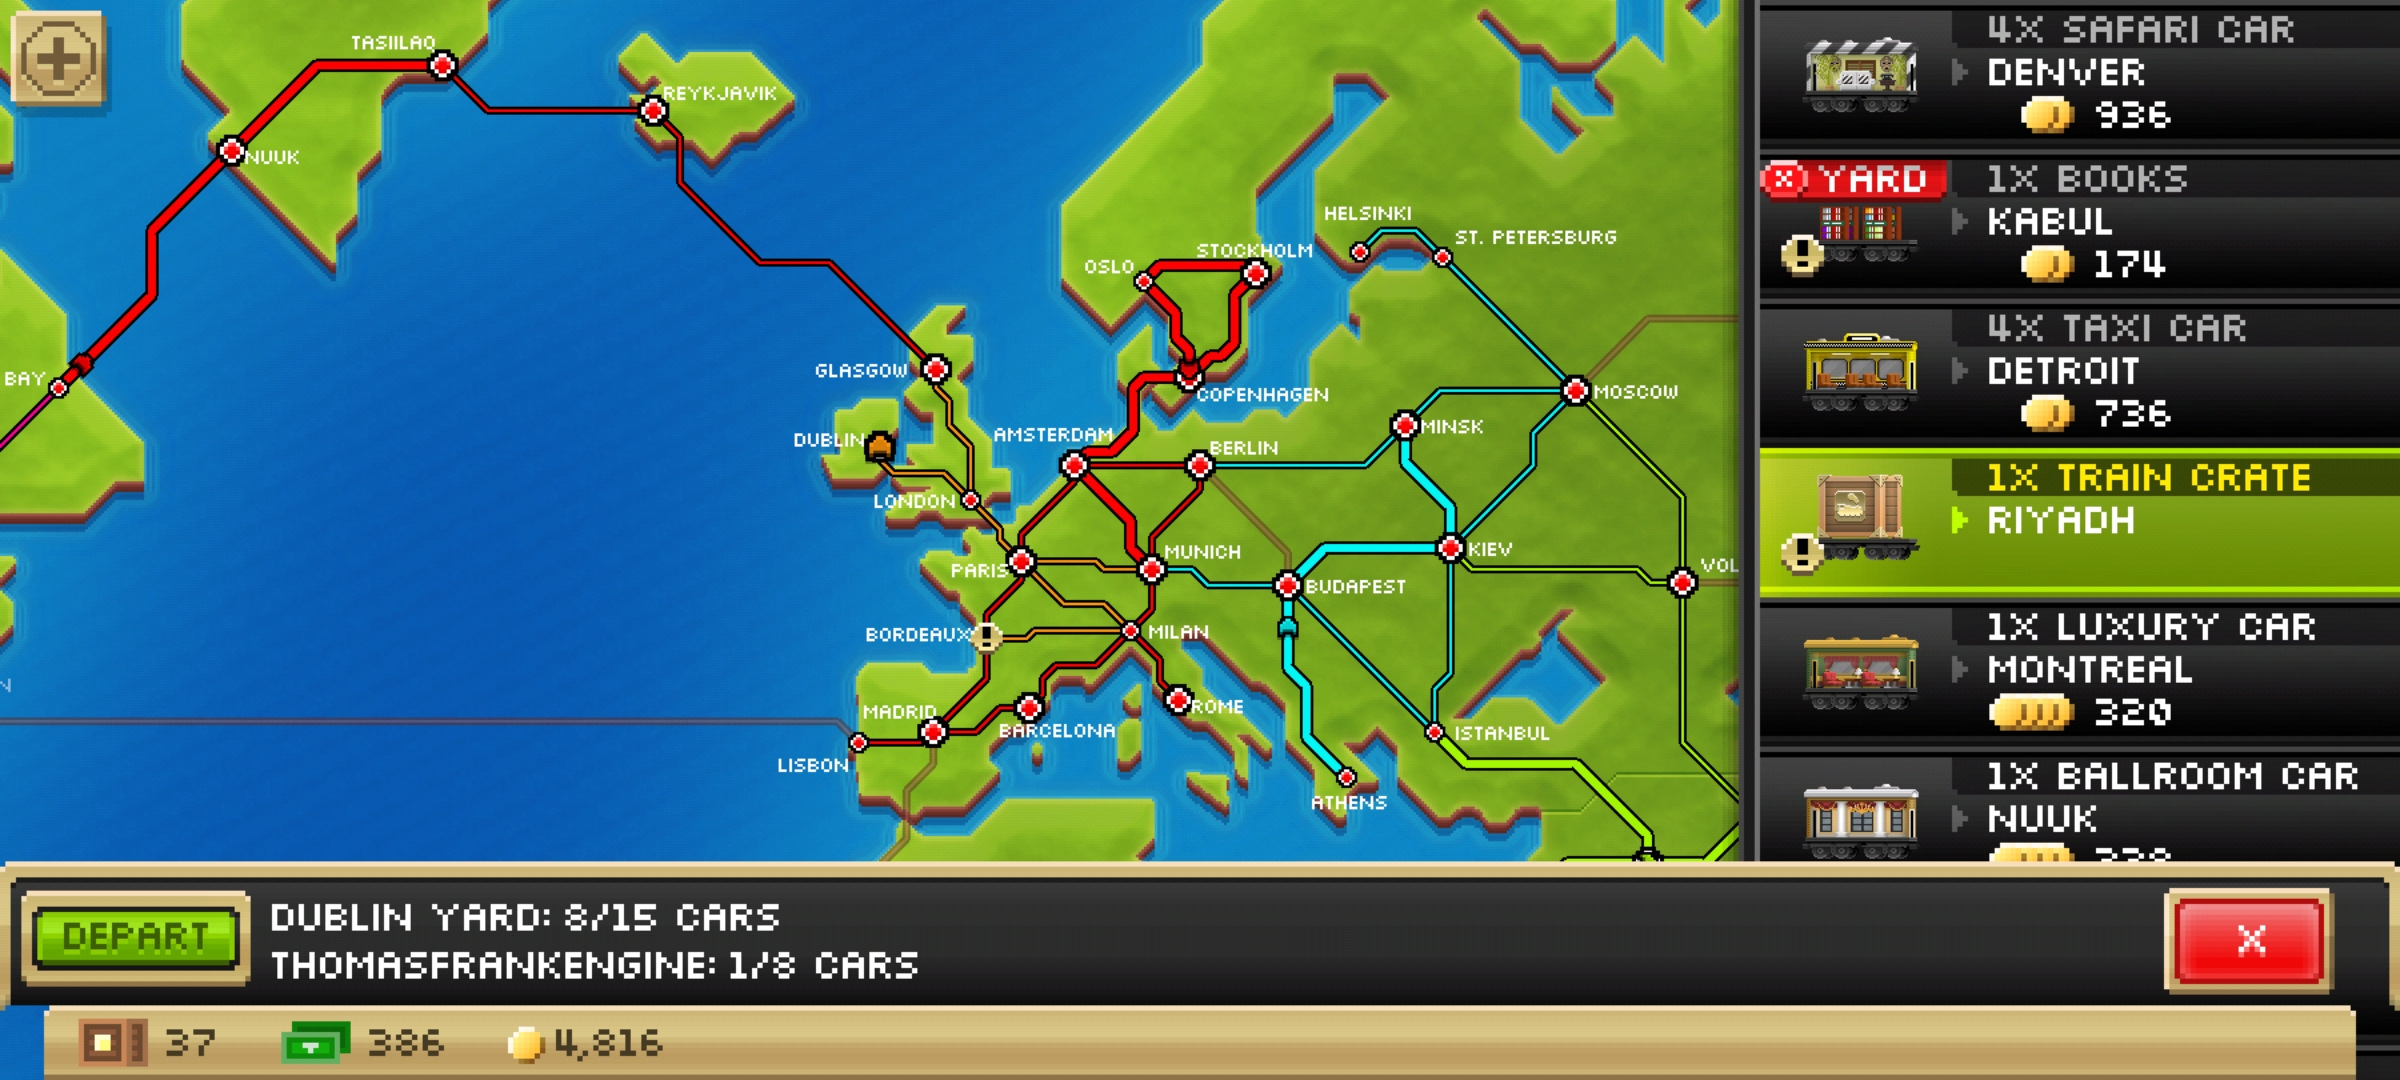 TASIILAQ
REYKJAVIK
NUUK
HELSINKI
ST. PETERSBURG
STOCKHOLM
OSLO
GLASGOW
BAY
COPENHAGEN
MOSCOW
DUBLIN
AMSTERDAM
BERLIN
MINSK
LONDON
MUNICH
KIEV
PARIS
BUDAPEST
VOL
BORDEAUX
MILAN
N
MADRID
ROME
BARCELONA
ISTANBUL
LISBON
ATHENS
4X SAFARI CAR
DENVER
936
YARD
1X BOOKS
KABUL
174
4X TAXI CAR
DETROIT
736
1X TRAIN CRATE
RIYADH
1X LUXURY CAR
MONTREAL
320
1X BALLROOM CAR
NUUK
DEPART
DUBLIN YARD: 8/15 CARS
THOMASFRANKENGINE: 1/8 CARS
X
37
386
4,816